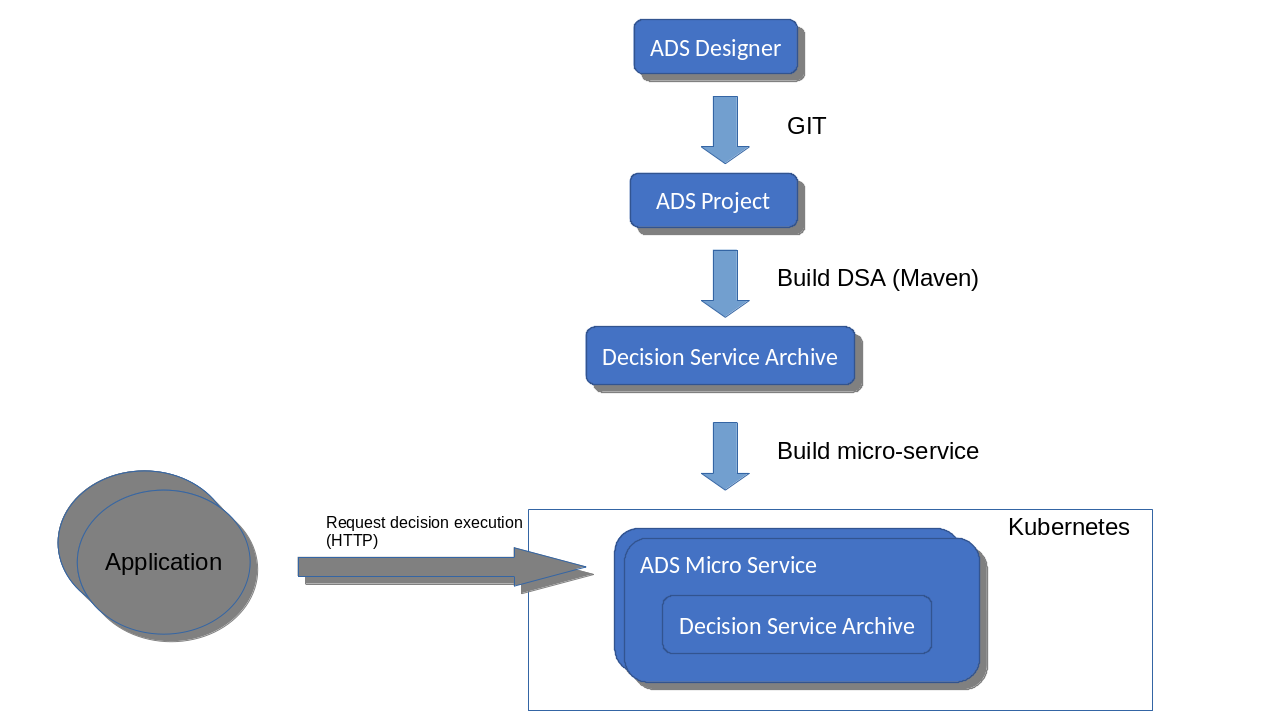 ADS Designer
GIT
ADS Project
Build DSA (Maven)
Decision Service Archive
Build micro-service
Request decision execution
(HTTP)
Kubernetes
Application
ADS Micro Service
Decision Service Archive